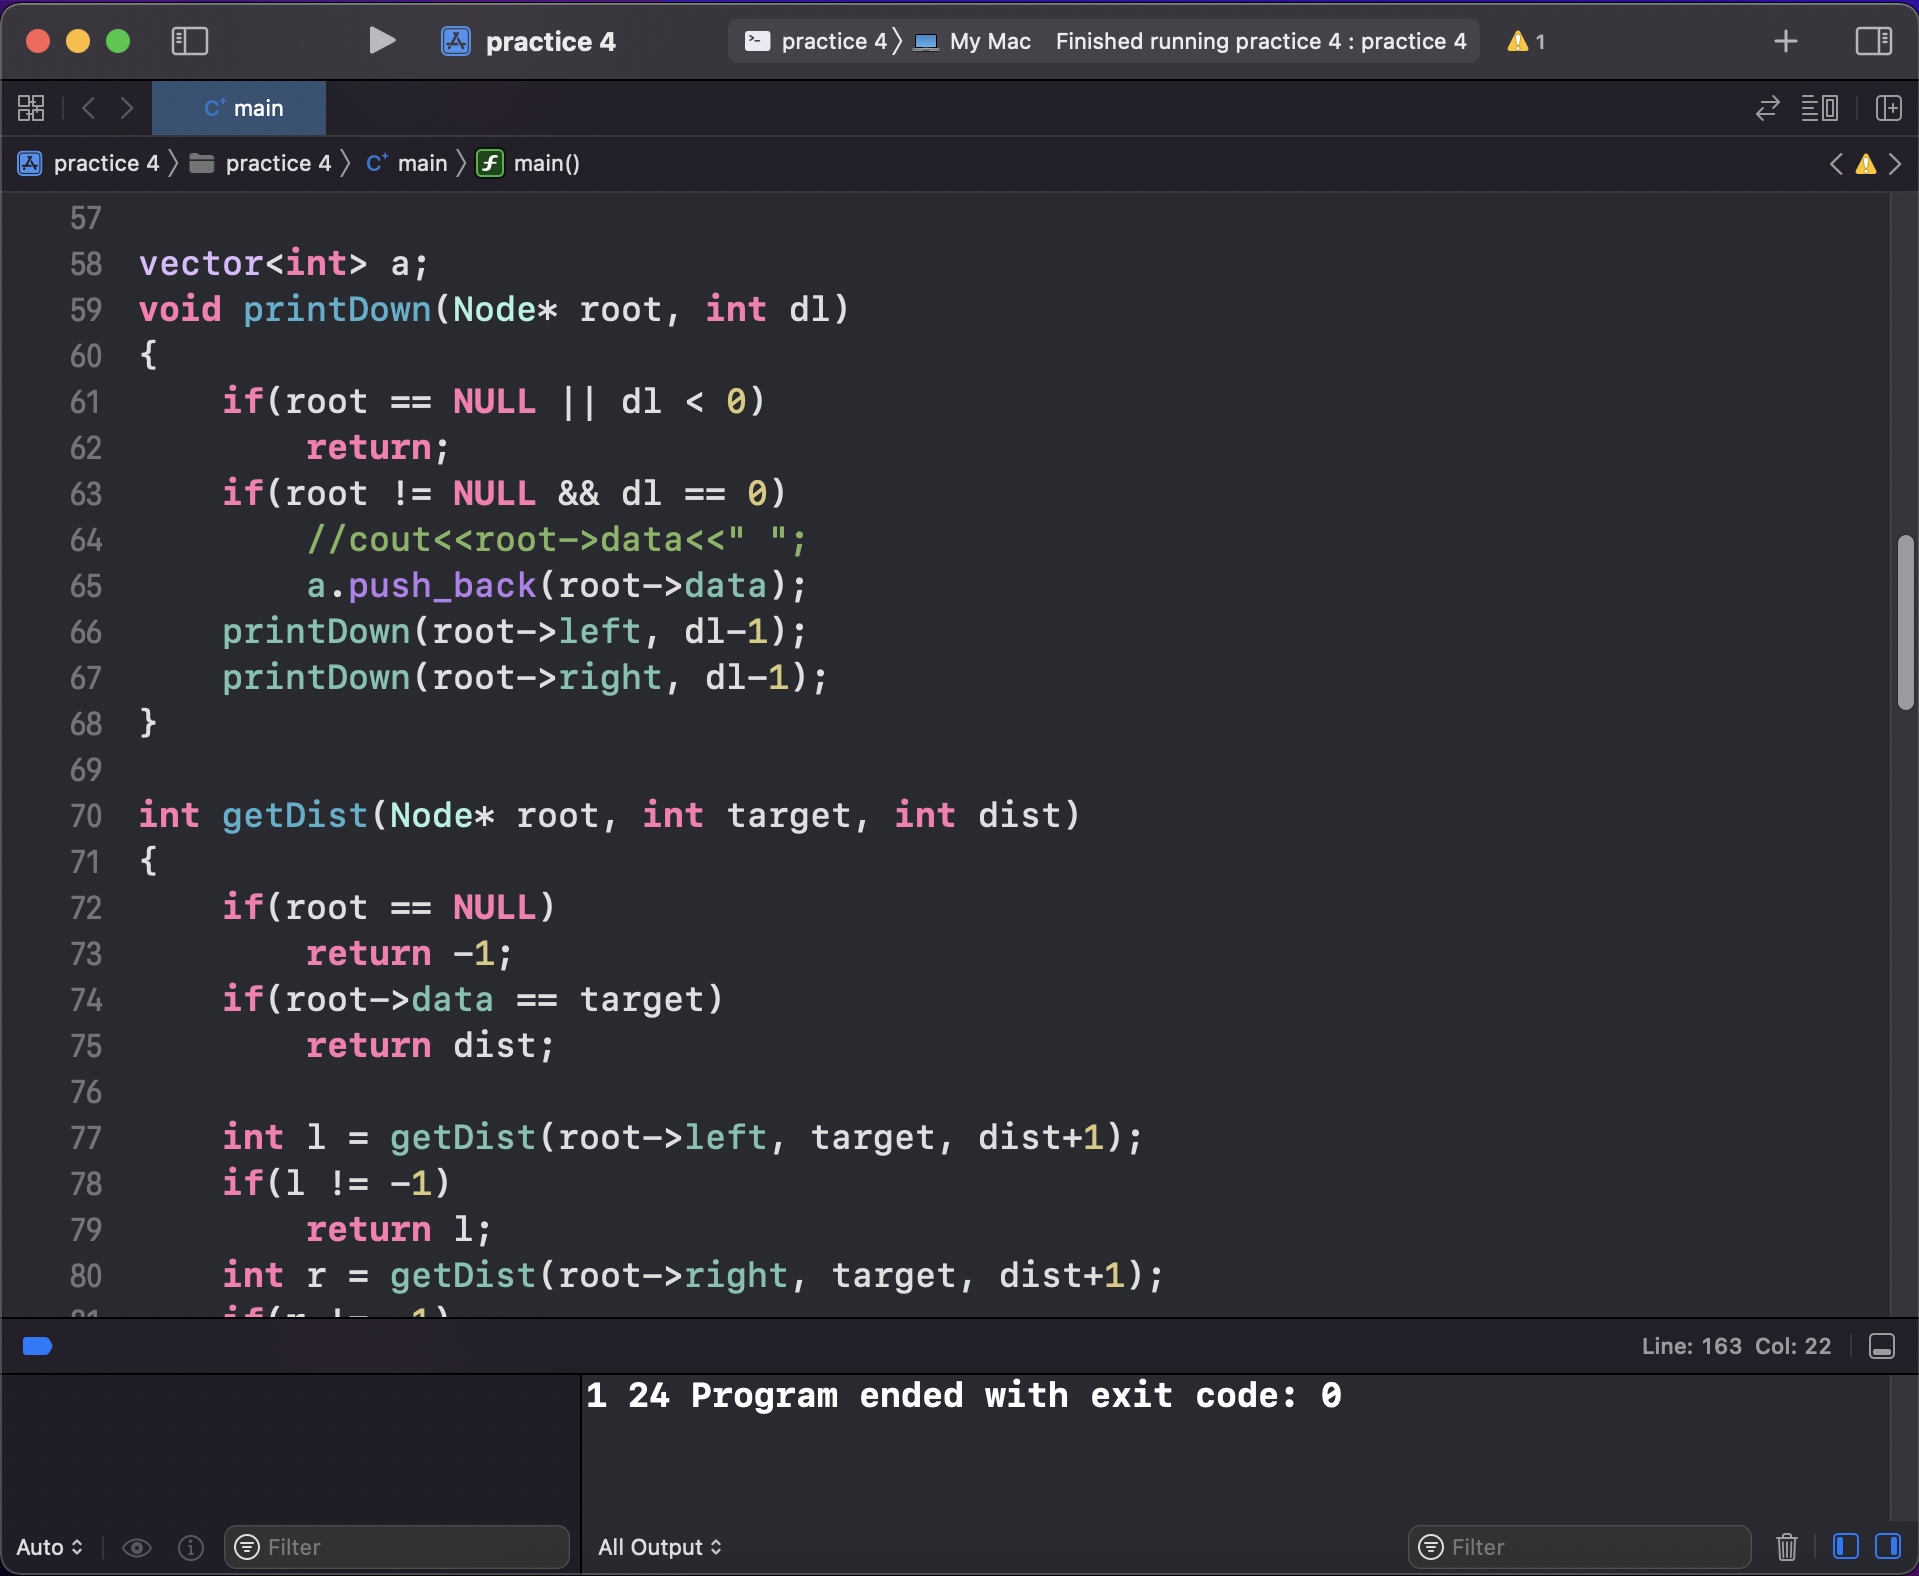 practice 4
practice 4 My Mac Finished running practice 4 : practice 4 1
C+ main
practice 4 practice 4 C+ main f main()
57
58 vector<int> a;
59 void printDown(Node* root, int dl)
60 {
61 if(root == NULL || dl < 0)
62 return;
63 if(root != NULL && dl == 0)
64 //cout<<root->data<<" ";
65 a.push_back(root->data);
66 printDown(root->left, dl-1);
67 printDown(root->right, dl-1);
68 }
69
70 int getDist(Node* root, int target, int dist)
71 {
72 if(root == NULL)
73 return -1;
74 if(root->data == target)
75 return dist;
76
77 int l = getDist(root->left, target, dist+1);
78 if(l != -1)
79 return l;
80 int r = getDist(root->right, target, dist+1);
81 if(r != -1)
Line: 163 Col: 22
1 24 Program ended with exit code: 0
Auto Filter All Output Filter